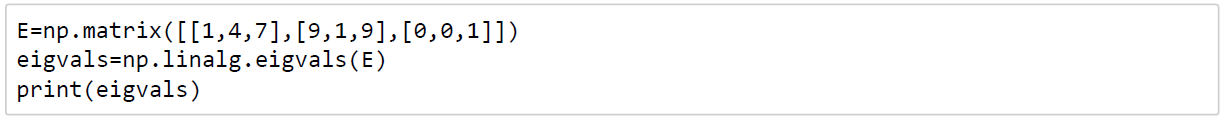 E=np.matrix([[1,4,7],[9,1,9],[0,0,1]])
eigvals=np.linalg.eigvals(E)
print(eigvals)